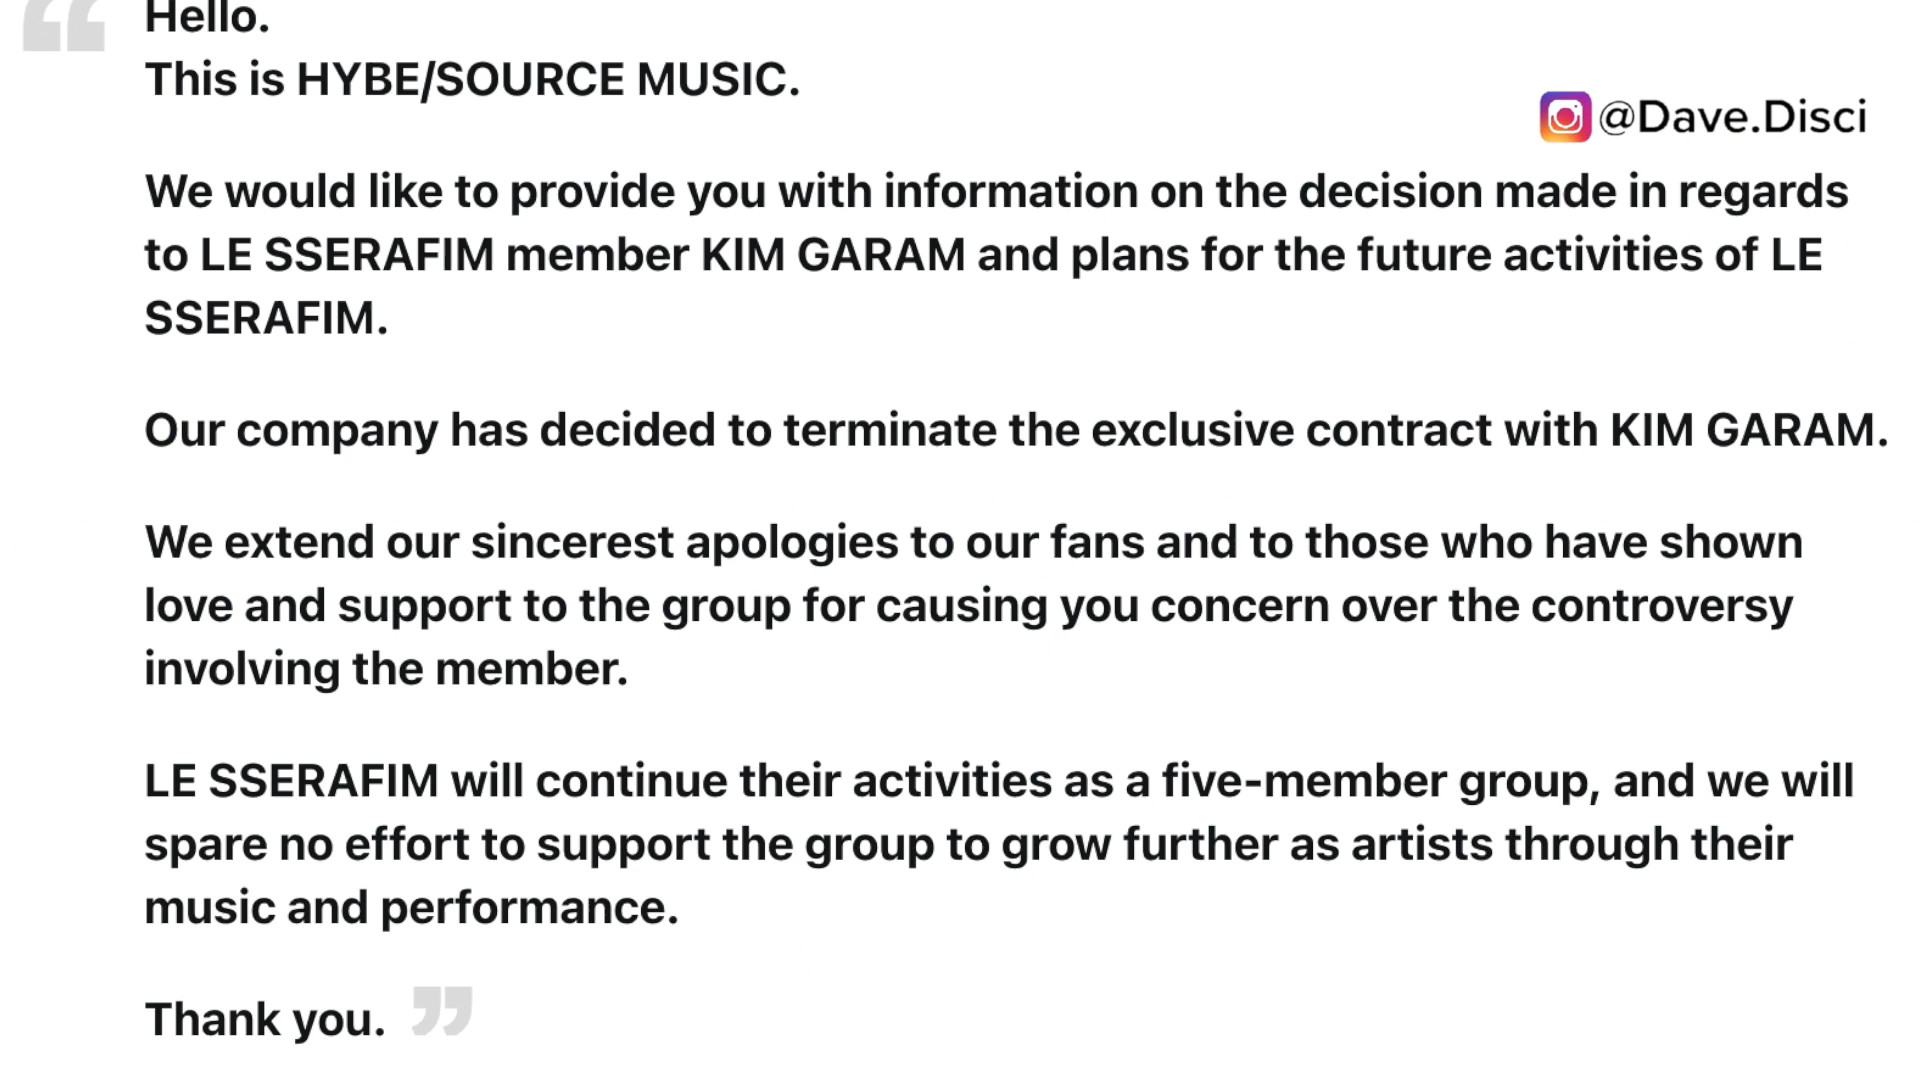 Hello.
This is HYBE/SOURCE MUSIC.
@Dave.Disci
We would like to provide you with information on the decision made in regards
to LE SSERAFIM member KIM GARAM and plans for the future activities of LE
SSERAFIM.
Our company has decided to terminate the exclusive contract with KIM GARAM.
We extend our sincerest apologies to our fans and to those who have shown
love and support to the group for causing you concern over the controversy
involving the member.
LE SSERAFIM will continue their activities as a five-member group, and we will
spare no effort to support the group to grow further as artists through their
music and performance.
Thank you.